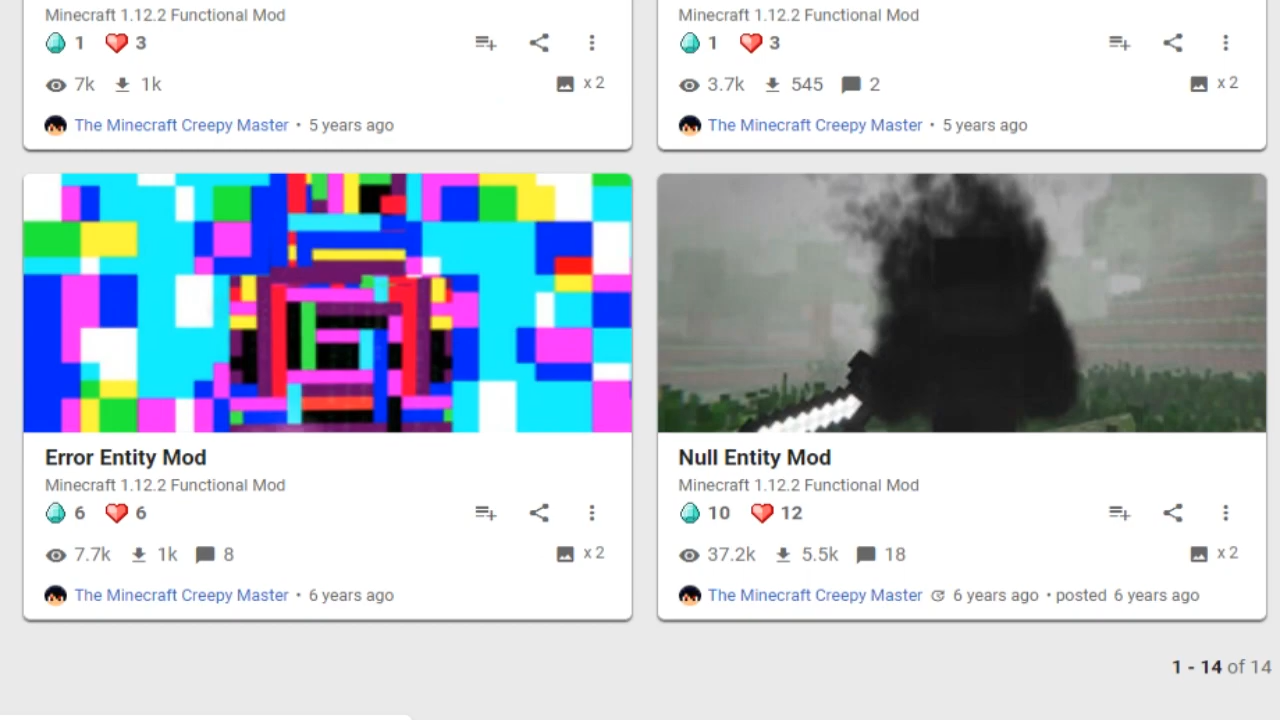 Minecraft 1.12.2 Functional Mod
1 3
7k 1k x 2
The Minecraft Creepy Master • 5 years ago
Minecraft 1.12.2 Functional Mod
1 3
3.7k 545 2 x 2
The Minecraft Creepy Master • 5 years ago
Error Entity Mod
Minecraft 1.12.2 Functional Mod
6 6
7.7k 1k 8 x 2
The Minecraft Creepy Master • 6 years ago
Null Entity Mod
Minecraft 1.12.2 Functional Mod
10 12
37.2k 5.5k 18 x 2
The Minecraft Creepy Master 6 years ago • posted 6 years ago
1 - 14 of 14